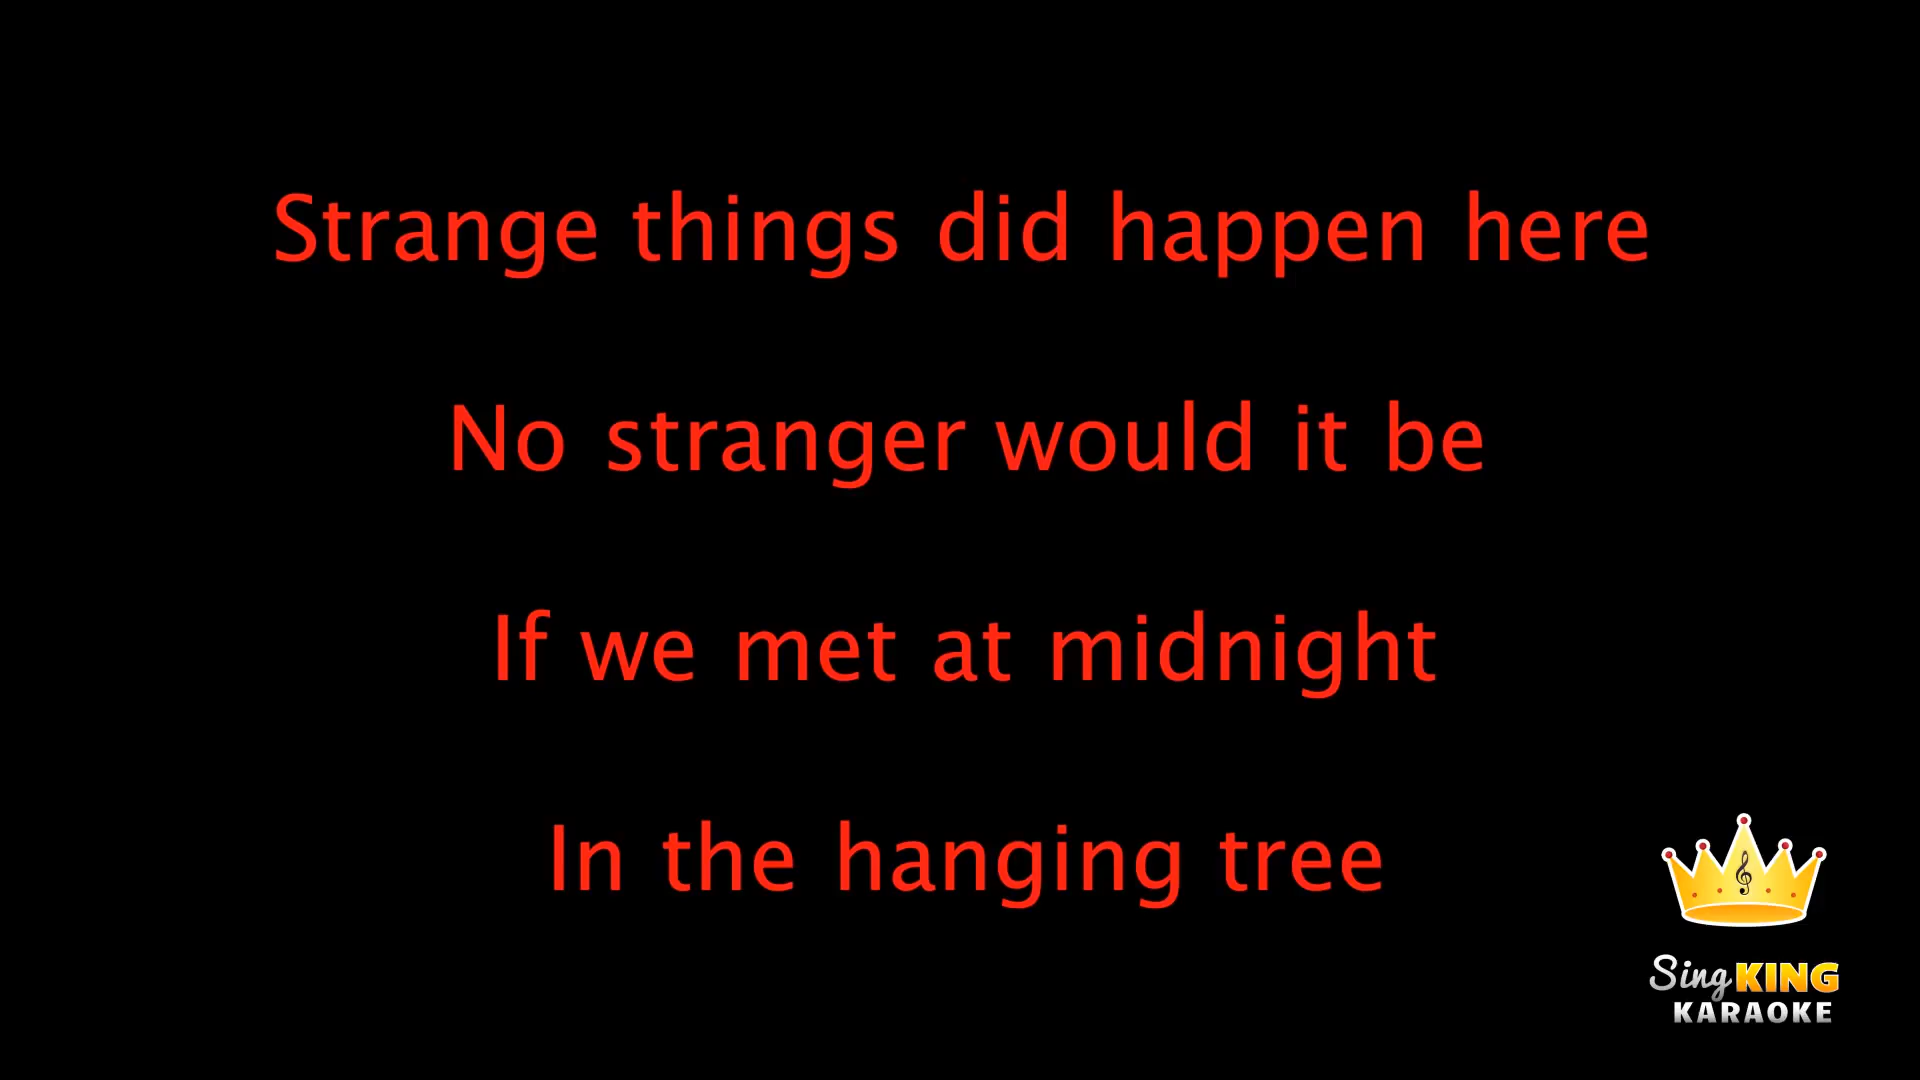 Strange things did happen here
No stranger would it be
If we met at midnight
In the hanging tree
Sing KING
KARAOKE